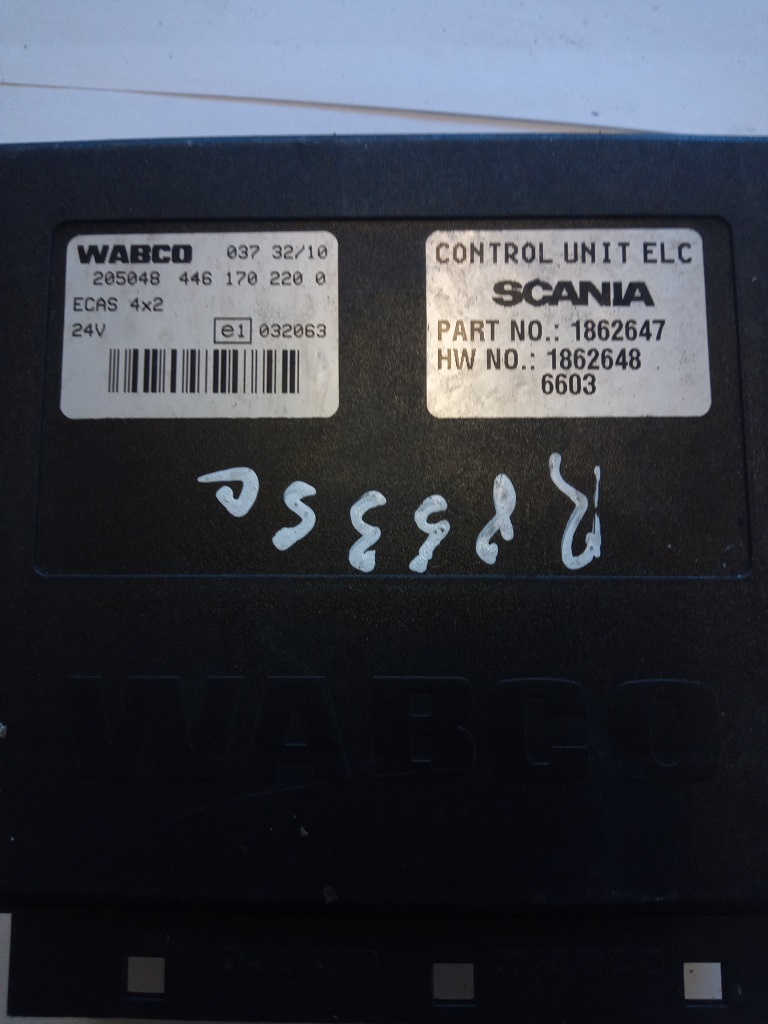 WABCO 037 32/10
205048 446 170 220 0
ECAS 4x2
24V e1 032063
CONTROL UNIT ELC
SCANIA
PART NO.: 1862647
HW NO.: 1862648
6603
WABCO